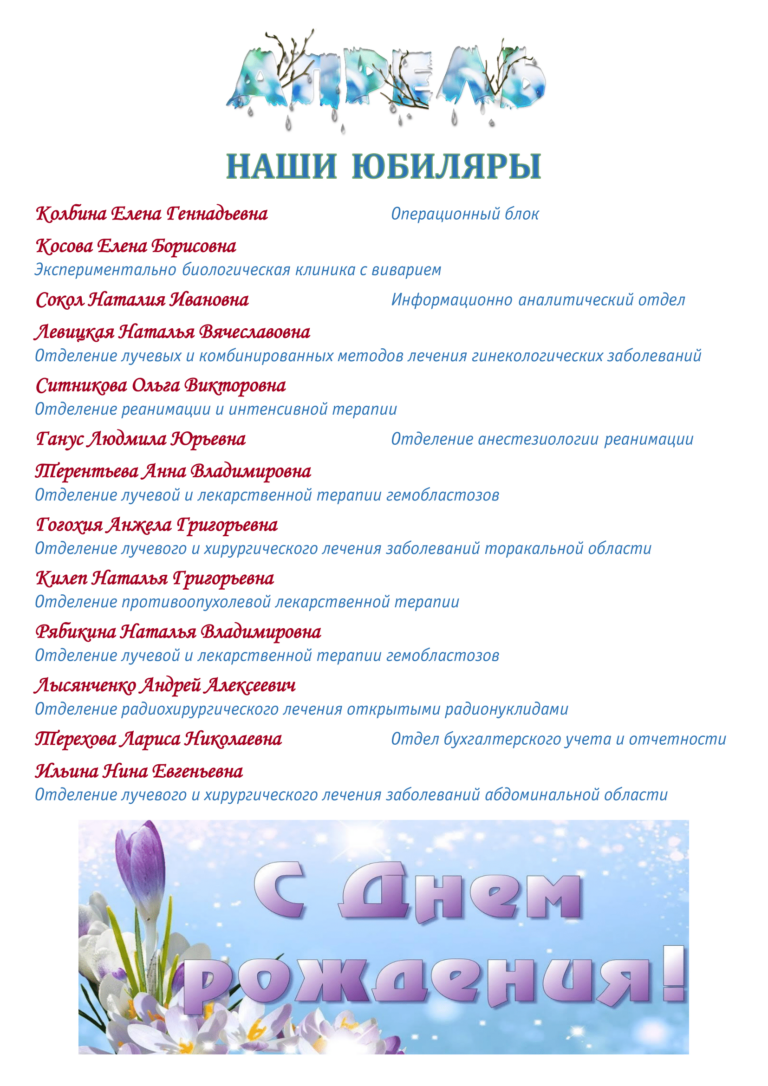 АПРЕЛЬ
НАШИ ЮБИЛЯРЫ
Колбина Елена Геннадьевна Операционный блок
Косова Елена Борисовна
Экспериментально биологическая клиника с виварием
Сокол Наталия Ивановна Информационно аналитический отдел
Левицкая Наталья Вячеславовна
Отделение лучевых и комбинированных методов лечения гинекологических заболеваний
Ситникова Ольга Викторовна
Отделение реанимации и интенсивной терапии
Ганус Людмила Юрьевна Отделение анестезиологии реанимации
Терентьева Анна Владимировна
Отделение лучевой и лекарственной терапии гемобластозов
Гогохия Анжела Григорьевна
Отделение лучевого и хирургического лечения заболеваний торакальной области
Килеп Наталья Григорьевна
Отделение противоопухолевой лекарственной терапии
Рябикина Наталья Владимировна
Отделение лучевой и лекарственной терапии гемобластозов
Лысянченко Андрей Алексеевич
Отделение радиохирургического лечения открытыми радионуклидами
Терехова Лариса Николаевна Отдел бухгалтерского учета и отчетности
Ильина Нина Евгеньевна
Отделение лучевого и хирургического лечения заболеваний абдоминальной области
С Днем
рождения!